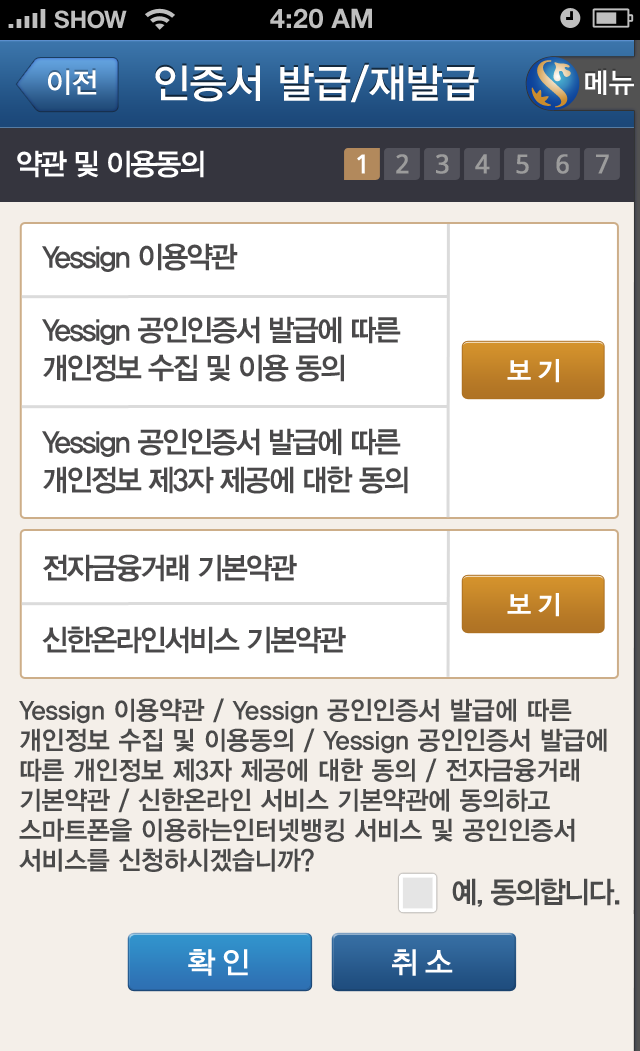 SHOW 4:20 AM
이전 인증서 발급/재발급 메뉴
약관 및 이용동의 1 2 3 4 5 6 7
Yessign 이용약관
Yessign 공인인증서 발급에 따른
개인정보 수집 및 이용 동의
보기
Yessign 공인인증서 발급에 따른
개인정보 제3자 제공에 대한 동의
전자금융거래 기본약관
보기
신한온라인서비스 기본약관
Yessign 이용약관 / Yessign 공인인증서 발급에 따른
개인정보 수집 및 이용동의 / Yessign 공인인증서 발급에
따른 개인정보 제3자 제공에 대한 동의 / 전자금융거래
기본약관 / 신한온라인 서비스 기본약관에 동의하고
스마트폰을 이용하는인터넷뱅킹 서비스 및 공인인증서
서비스를 신청하시겠습니까?
예, 동의합니다.
확인 취소